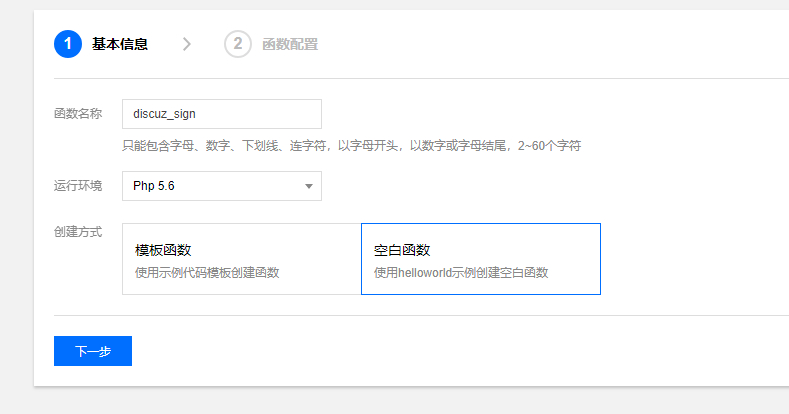 1 基本信息 2 函数配置
函数名称 discuz_sign
只能包含字母、数字、下划线、连字符，以字母开头，以数字或字母结尾，2~60个字符
运行环境 Php 5.6
创建方式
模板函数
使用示例代码模板创建函数
空白函数
使用helloworld示例创建空白函数
下一步